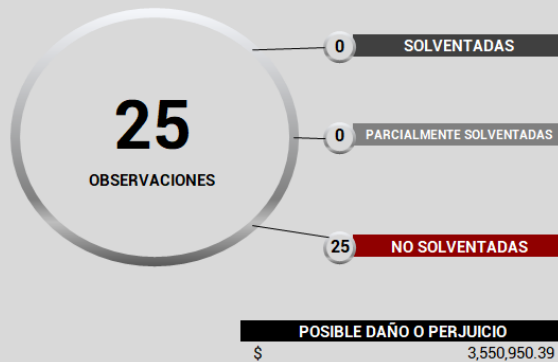 25
OBSERVACIONES
0 SOLVENTADAS
0 PARCIALMENTE SOLVENTADAS
25 NO SOLVENTADAS
POSIBLE DAÑO O PERJUICIO
$ 3,550,950.39